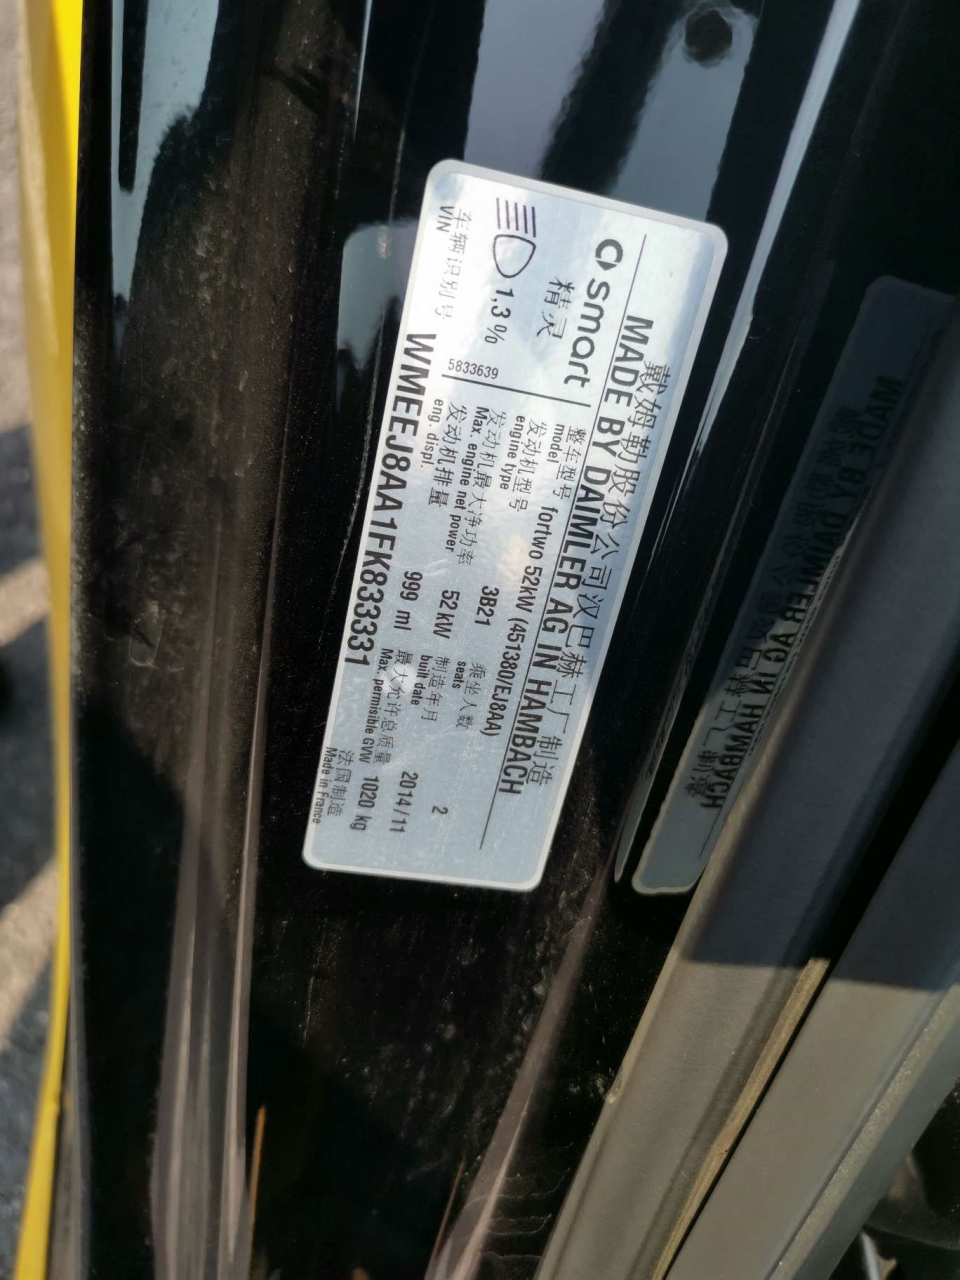 戴姆勒股份公司汉巴赫工厂制造
MADE BY DAIMLER AG IN HAMBACH
smart
精灵
1,3%
5833639
整车型号 fortwo 52kW (451380/EJ8AA)
model
发动机型号 3B21
engine type
乘坐人数 2
seats
发动机最大净功率 52 kW
Max. engine net power
制造年月 2014/11
built date
发动机排量 999 ml
eng. displ.
最大允许总质量 1020 kg
Max. permisible GVW
车辆识别号
VIN
WMEEJ8AA1FK833331
法国制造
Made in France